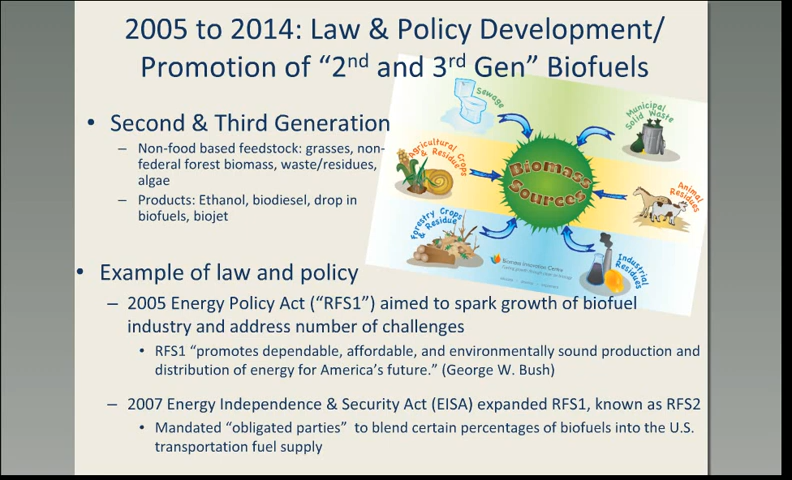 2005 to 2014: Law & Policy Development/
Promotion of “2nd and 3rd Gen” Biofuels
• Second & Third Generation
– Non-food based feedstock: grasses, non-
federal forest biomass, waste/residues,
algae
– Products: Ethanol, biodiesel, drop in
biofuels, biojet
Sewage
Municipal
Solid Waste
Agricultural Crops
& Residue
Biomass
Sources
Animal
Residues
Forestry Crops
& Residue
Industrial
Residues
Biomass Innovation Centre
• Example of law and policy
– 2005 Energy Policy Act (“RFS1”) aimed to spark growth of biofuel
industry and address number of challenges
• RFS1 “promotes dependable, affordable, and environmentally sound production and
distribution of energy for America’s future.” (George W. Bush)
– 2007 Energy Independence & Security Act (EISA) expanded RFS1, known as RFS2
• Mandated “obligated parties” to blend certain percentages of biofuels into the U.S.
transportation fuel supply